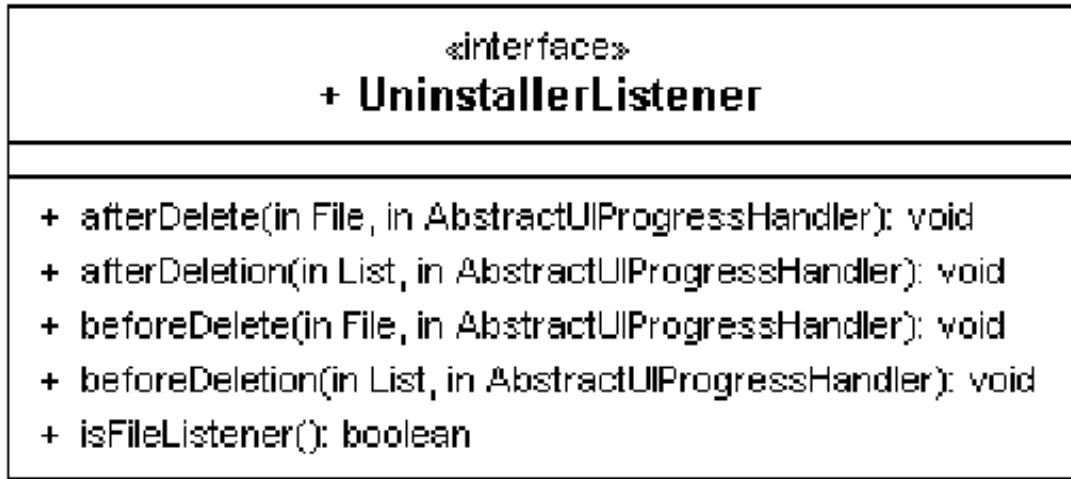 «interface»
+ UninstallerListener
+ afterDelete(in File, in AbstractUIProgressHandler): void
+ afterDeletion(in List, in AbstractUIProgressHandler): void
+ beforeDelete(in File, in AbstractUIProgressHandler): void
+ beforeDeletion(in List, in AbstractUIProgressHandler): void
+ isFileListener(): boolean